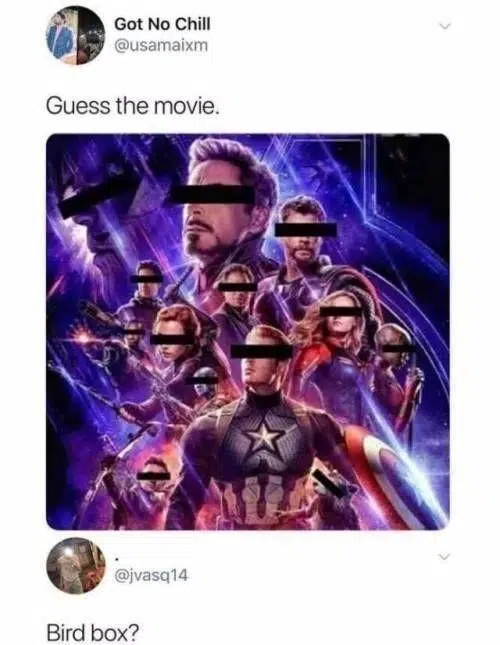 Got No Chill
@usamaixm
Guess the movie.
.
@jvasq14
Bird box?